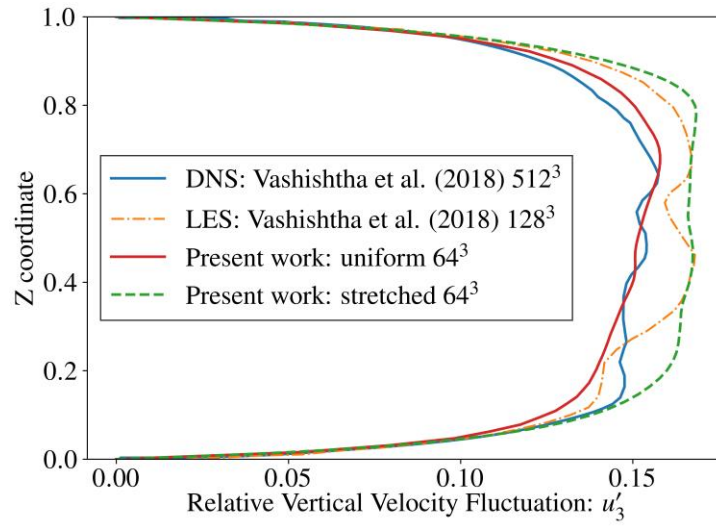 1.0
0.8
0.6
0.4
0.2
0.0
Z coordinate
DNS: Vashishtha et al. (2018) 512³
LES: Vashishtha et al. (2018) 128³
Present work: uniform 64³
Present work: stretched 64³
0.00 0.05 0.10 0.15
Relative Vertical Velocity Fluctuation: u′₃